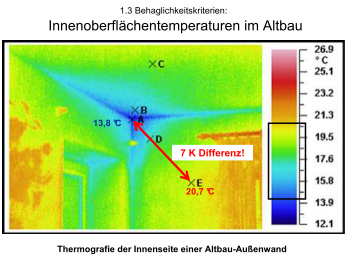 1.3 Behaglichkeitskriterien:
Innenoberflächentemperaturen im Altbau
26.9
°C
25.1
23.2
21.3
19.5
17.6
15.8
13.9
12.1
C
B
A
13,8 °C
D
7 K Differenz!
E
20,7 °C
Thermografie der Innenseite einer Altbau-Außenwand